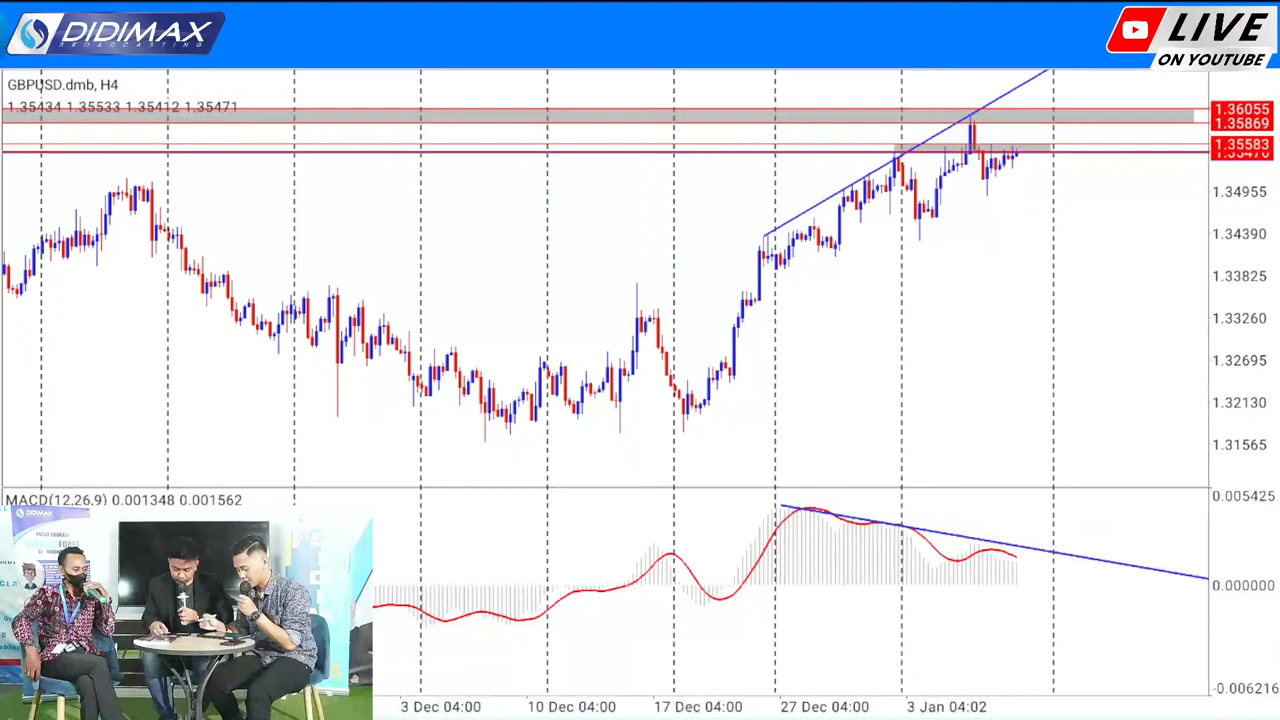 DIDIMAX
BROADCASTING
LIVE
ON YOUTUBE
GBPUSD.dmb, H4
1.35434 1.35533 1.35412 1.35471
1.36055
1.35869
1.35583
1.34955
1.34390
1.33825
1.33260
1.32695
1.32130
1.31565
MACD(12,26,9) 0.001348 0.001562
0.005425
0.000000
-0.006216
DIDIMAX
PUSAT EDUKASI
3 Dec 04:00
10 Dec 04:00
17 Dec 04:00
27 Dec 04:00
3 Jan 04:02